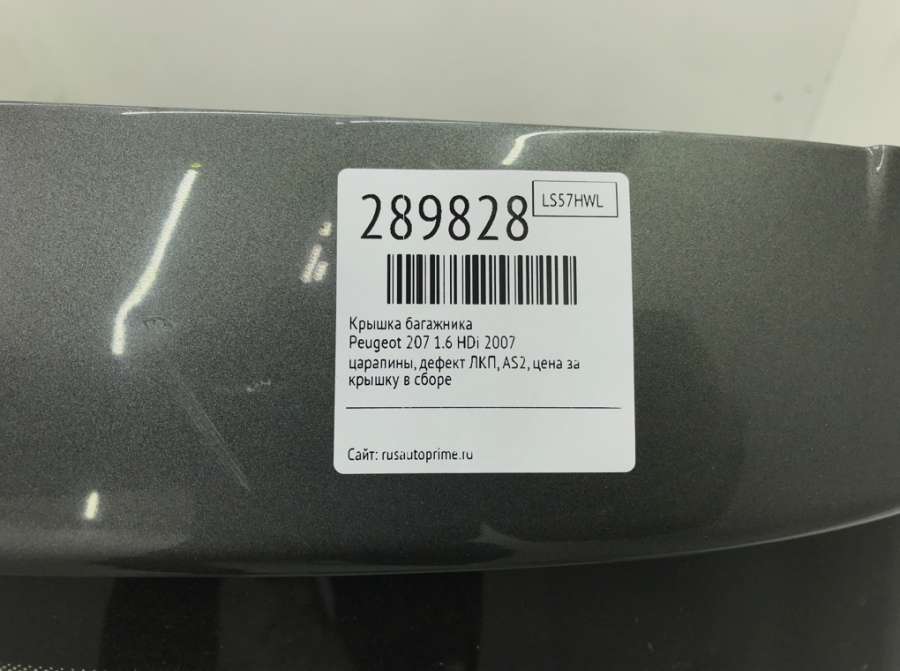 289828
LS57HWL
Крышка багажника
Peugeot 207 1.6 HDi 2007
царапины, дефект ЛКП, AS2, цена за
крышку в сборе
Сайт: rusautoprime.ru